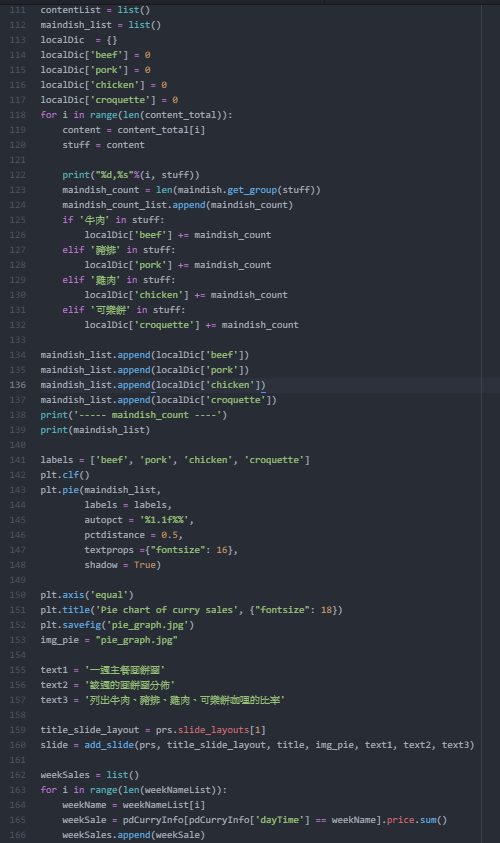 111 contentList = list()
112 maindish_list = list()
113 localDic  = {}
114 localDic['beef'] = 0
115 localDic['pork'] = 0
116 localDic['chicken'] = 0
117 localDic['croquette'] = 0
118 for i in range(len(content_total)):
119     content = content_total[i]
120     stuff = content
121
122     print("%d,%s"%(i, stuff))
123     maindish_count = len(maindish.get_group(stuff))
124     maindish_count_list.append(maindish_count)
125     if '牛肉' in stuff:
126         localDic['beef'] += maindish_count
127     elif '豬排' in stuff:
128         localDic['pork'] += maindish_count
129     elif '雞肉' in stuff:
130         localDic['chicken'] += maindish_count
131     elif '可樂餅' in stuff:
132         localDic['croquette'] += maindish_count
133
134 maindish_list.append(localDic['beef'])
135 maindish_list.append(localDic['pork'])
136 maindish_list.append(localDic['chicken'])
137 maindish_list.append(localDic['croquette'])
138 print('----- maindish_count ----')
139 print(maindish_list)
140
141 labels = ['beef', 'pork', 'chicken', 'croquette']
142 plt.clf()
143 plt.pie(maindish_list,
144         labels = labels,
145         autopct = '%1.1f%%',
146         pctdistance = 0.5,
147         textprops ={"fontsize": 16},
148         shadow = True)
149
150 plt.axis('equal')
151 plt.title('Pie chart of curry sales', {"fontsize": 18})
152 plt.savefig('pie_graph.jpg')
153 img_pie = "pie_graph.jpg"
154
155 text1 = '一週主餐圓餅圖'
156 text2 = '整週的圓餅圖分佈'
157 text3 = '列出牛肉、豬排、雞肉、可樂餅咖哩的比率'
158
159 title_slide_layout = prs.slide_layouts[1]
160 slide = add_slide(prs, title_slide_layout, title, img_pie, text1, text2, text3)
161
162 weekSales = list()
163 for i in range(len(weekNameList)):
164     weekName = weekNameList[i]
165     weekSale = pdCurryInfo[pdCurryInfo['dayTime'] == weekName].price.sum()
166     weekSales.append(weekSale)